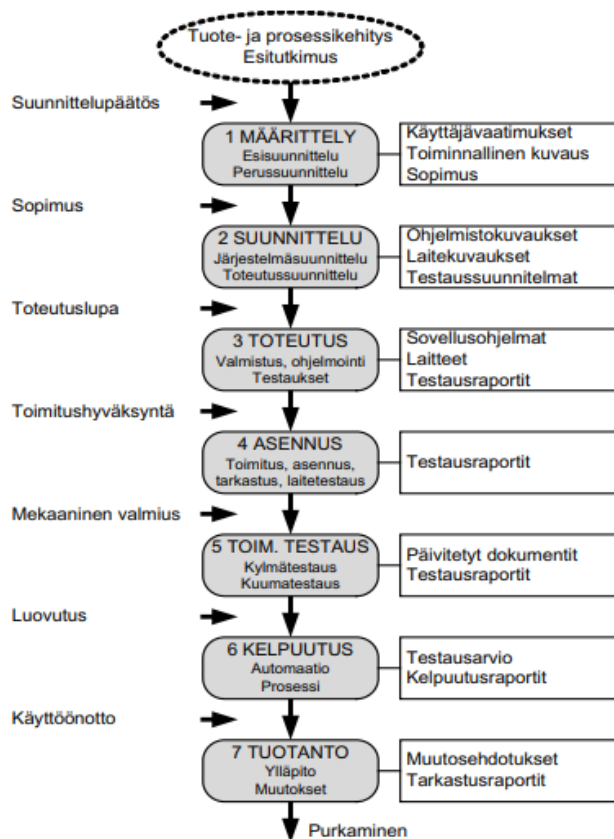 Tuote- ja prosessikehitys
Esitutkimus
Suunnittelupäätös
1 MÄÄRITTELY
Esisuunnittelu
Perussuunnittelu
Käyttäjävaatimukset
Toiminnallinen kuvaus
Sopimus
Sopimus
2 SUUNNITTELU
Järjestelmäsuunnittelu
Toteutussuunnittelu
Ohjelmistokuvaukset
Laitekuvaukset
Testaussuunnitelmat
Toteutuslupa
3 TOTEUTUS
Valmistus, ohjelmointi
Testaukset
Sovellusohjelmat
Laitteet
Testausraportit
Toimitushyväksyntä
4 ASENNUS
Toimitus, asennus,
tarkastus, laitetestaus
Testausraportit
Mekaaninen valmius
5 TOIM. TESTAUS
Kylmätestaus
Kuumatestaus
Päivitetyt dokumentit
Testausraportit
Luovutus
6 KELPUUTUS
Automaatio
Prosessi
Testausarvio
Kelpuutusraportit
Käyttöönotto
7 TUOTANTO
Ylläpito
Muutokset
Muutosehdotukset
Tarkastusraportit
Purkaminen